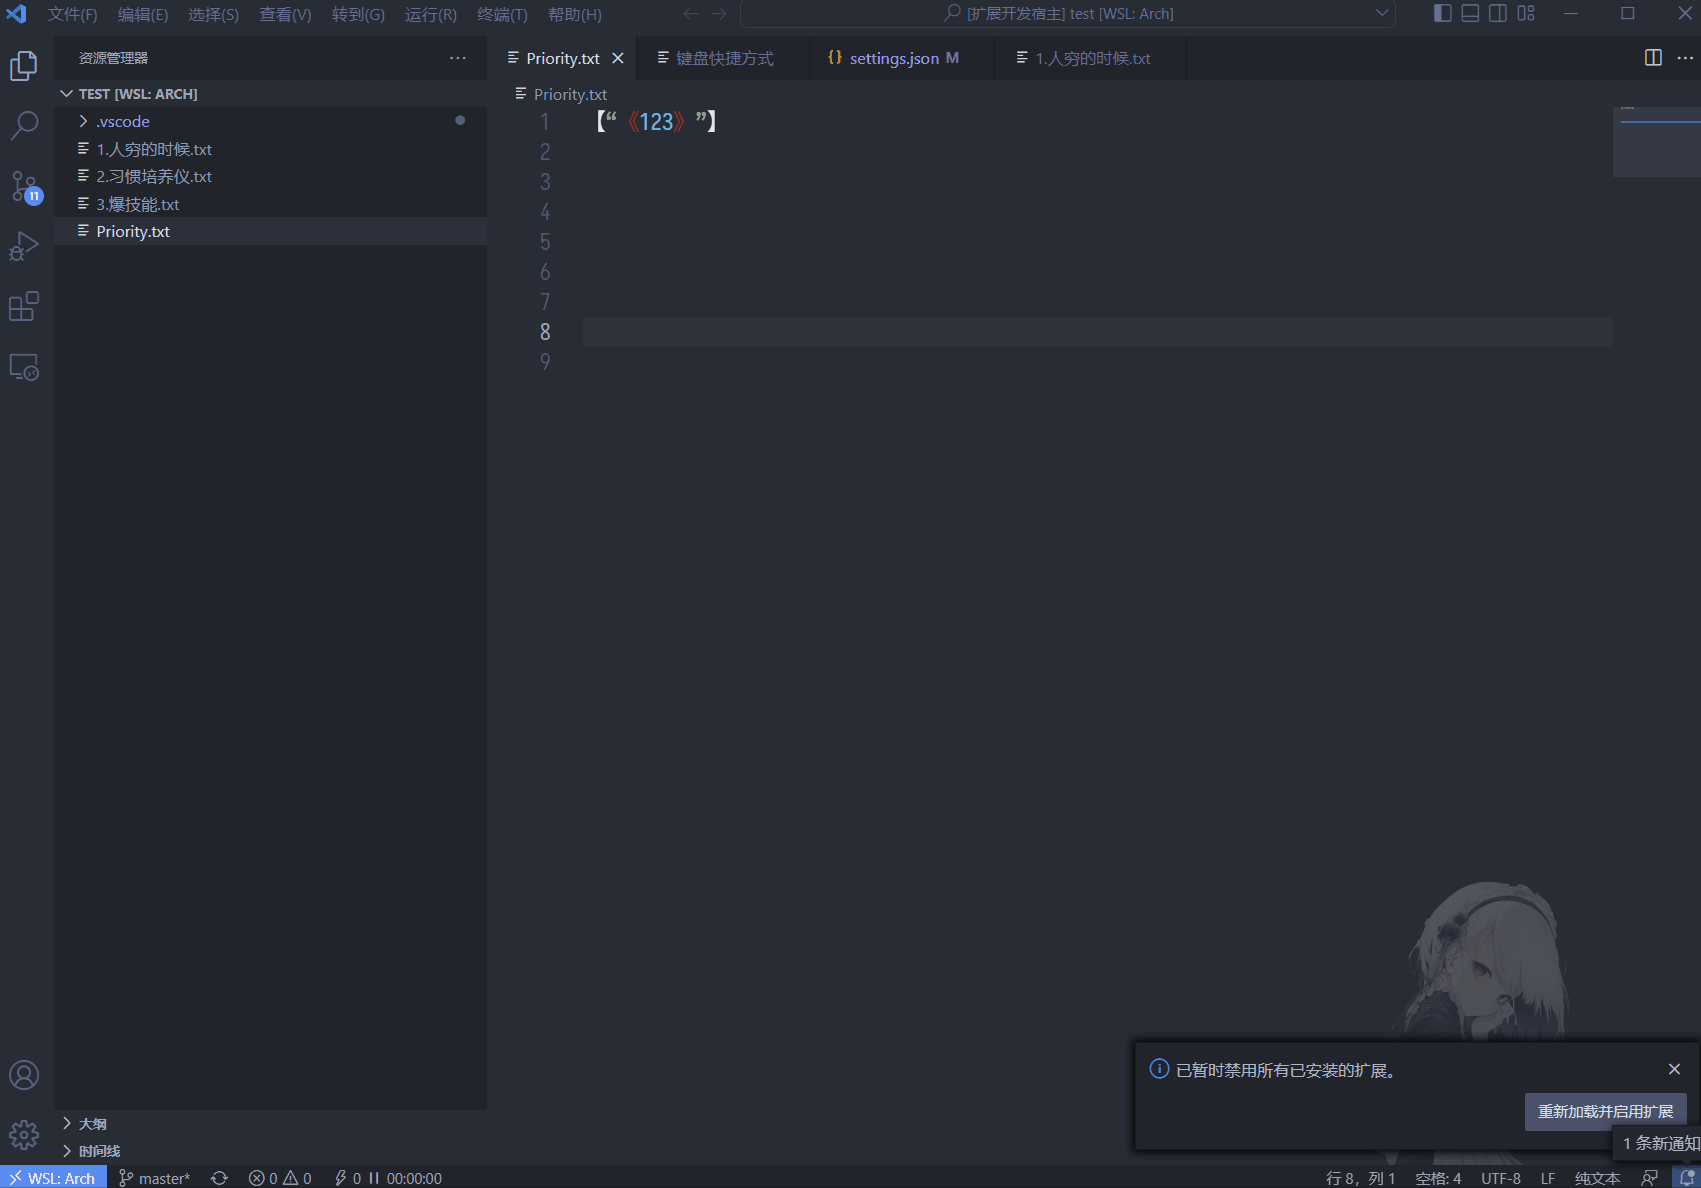 文件(F) 编辑(E) 选择(S) 查看(V) 转到(G) 运行(R) 终端(T) 帮助(H) [扩展开发宿主] test [WSL: Arch]
资源管理器
Priority.txt 键盘快捷方式 settings.json M 1.人穷的时候.txt
TEST [WSL: ARCH]
Priority.txt
.vscode
1.人穷的时候.txt
2.习惯培养仪.txt
3.爆技能.txt
Priority.txt
11
1 【“《123》”】
2
3
4
5
6
7
8
9
已暂时禁用所有已安装的扩展。
重新加载并启用扩展
1 条新通知
大纲
时间线
WSL: Arch master* 0 0 0 00:00:00 行 8，列 1 空格: 4 UTF-8 LF 纯文本